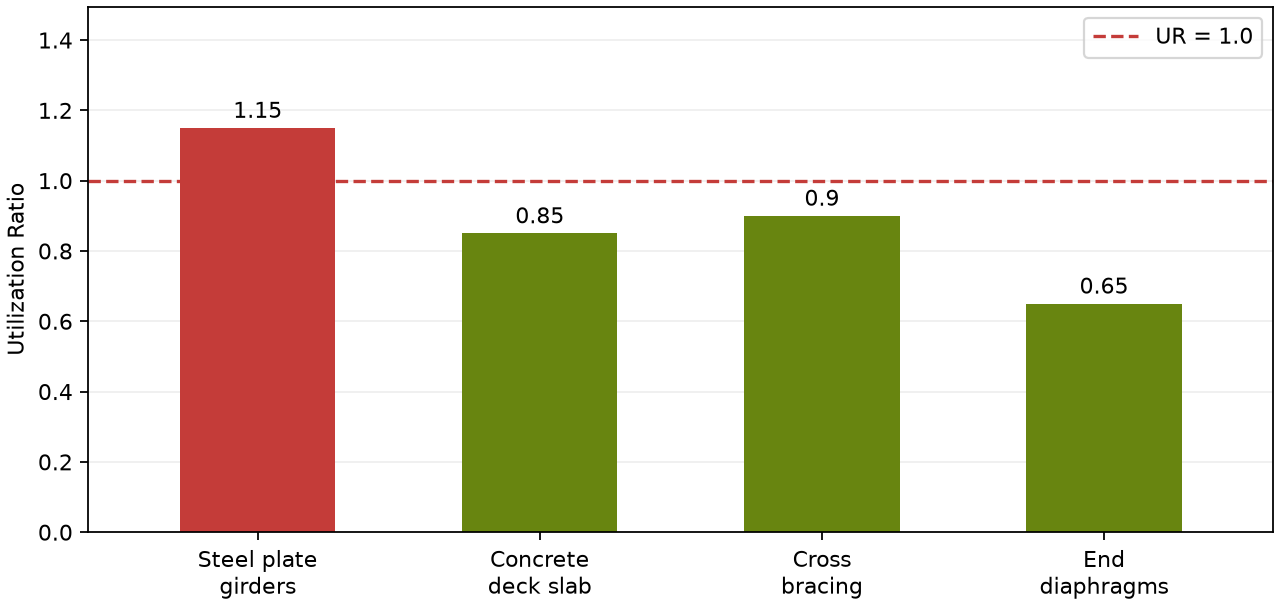 1.4
1.2
1.0
0.8
0.6
0.4
0.2
0.0
Utilization Ratio
UR = 1.0
1.15
0.85
0.9
0.65
Steel plate
girders
Concrete
deck slab
Cross
bracing
End
diaphragms